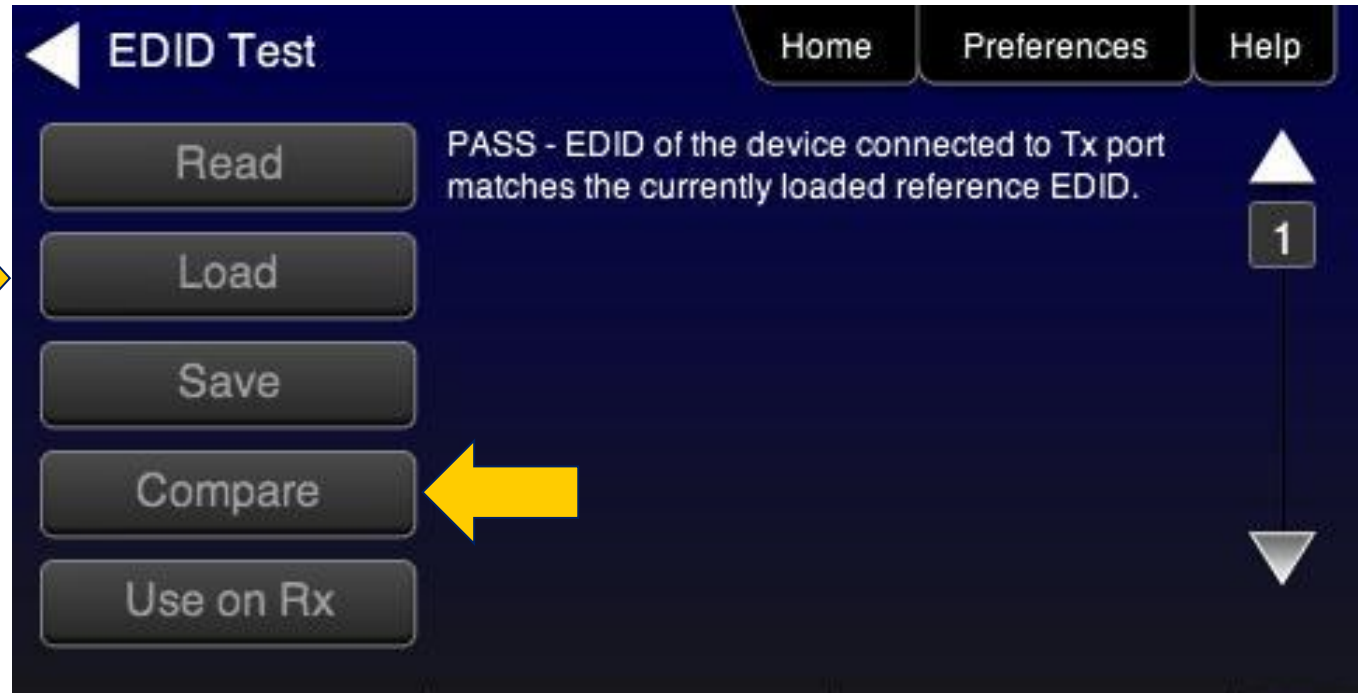 EDID Test
Home
Preferences
Help
Read
PASS - EDID of the device connected to Tx port
matches the currently loaded reference EDID.
1
Load
Save
Compare
Use on Rx